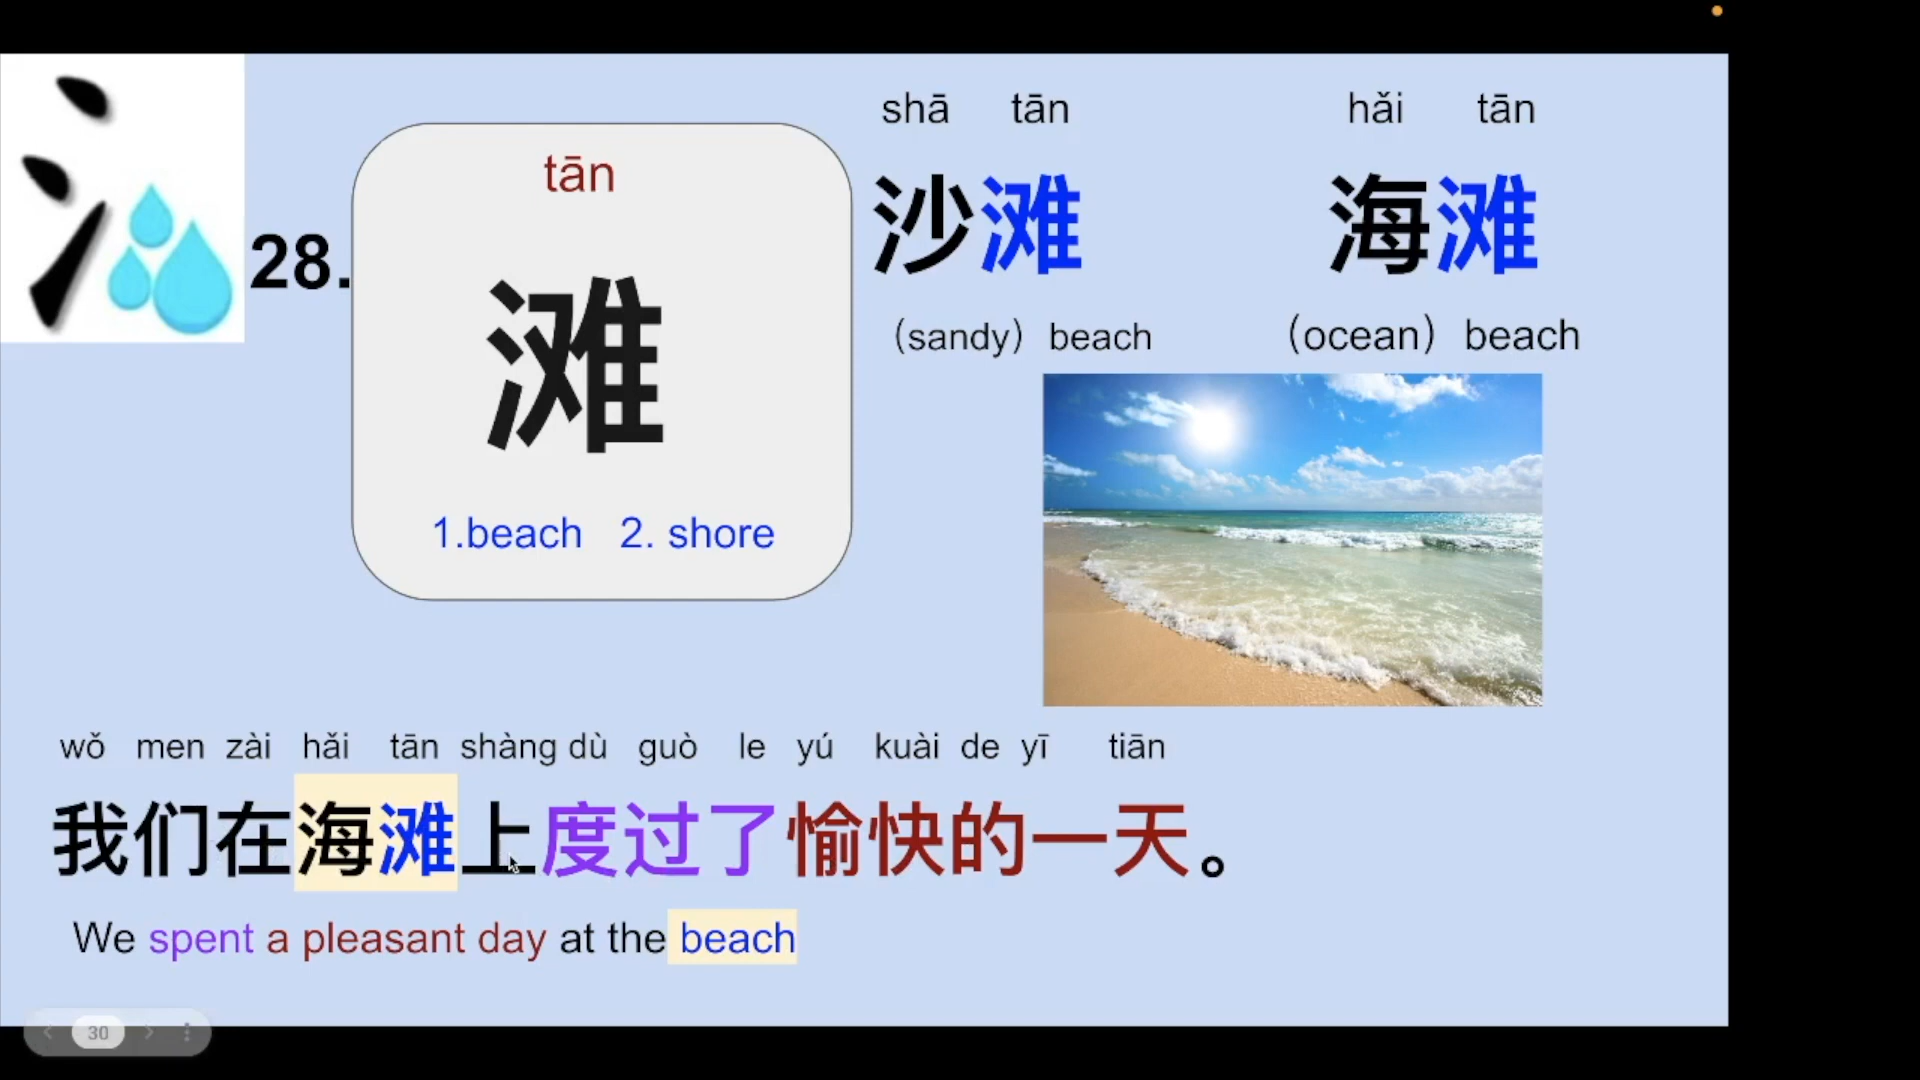 氵
28.
tān
滩
1.beach 2. shore
shā tān
沙滩
（sandy）beach
hǎi tān
海滩
（ocean）beach
wǒ men zài hǎi tān shàng dù guò le yú kuài de yī tiān
我们在海滩上度过了愉快的一天。
We spent a pleasant day at the beach
30